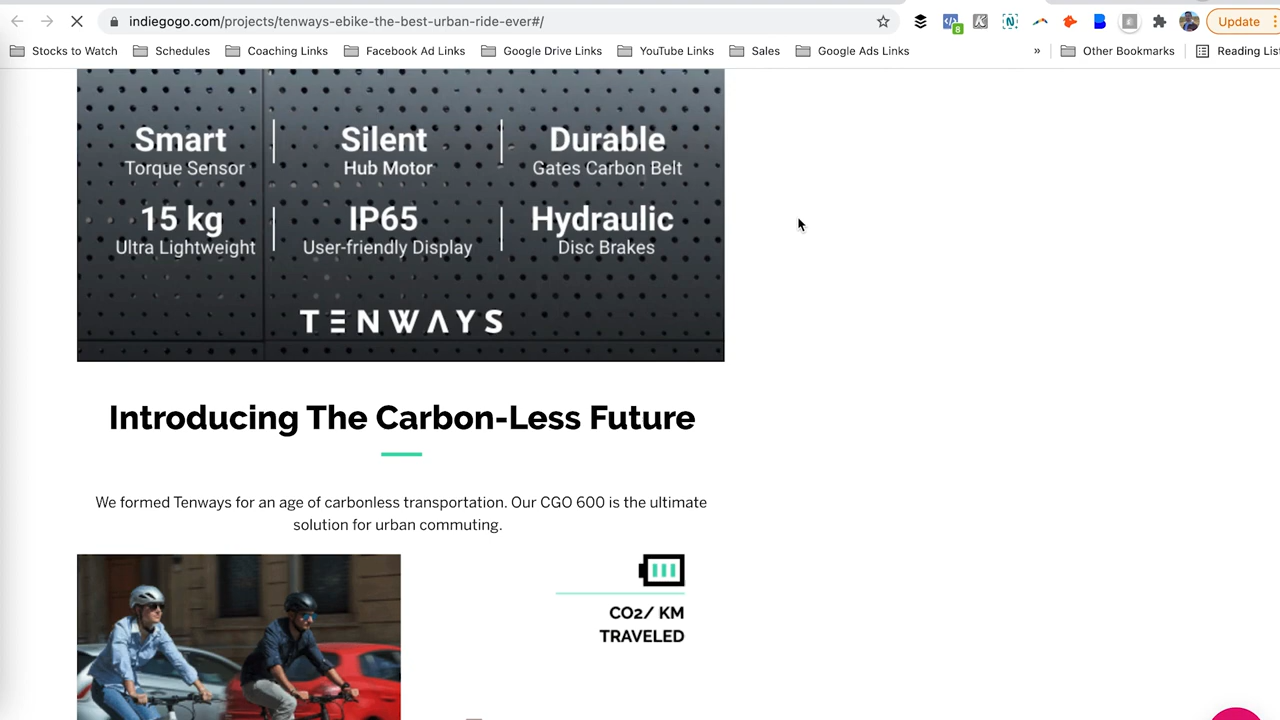 indiegogo.com/projects/tenways-ebike-the-best-urban-ride-ever#/
8
Update
Stocks to Watch
Schedules
Coaching Links
Facebook Ad Links
Google Drive Links
YouTube Links
Sales
Google Ads Links
»
Other Bookmarks
Reading List
Smart
Torque Sensor
Silent
Hub Motor
Durable
Gates Carbon Belt
15 kg
Ultra Lightweight
IP65
User-friendly Display
Hydraulic
Disc Brakes
TENWAYS
Introducing The Carbon-Less Future
We formed Tenways for an age of carbonless transportation. Our CGO 600 is the ultimate
solution for urban commuting.
CO2/ KM
TRAVELED